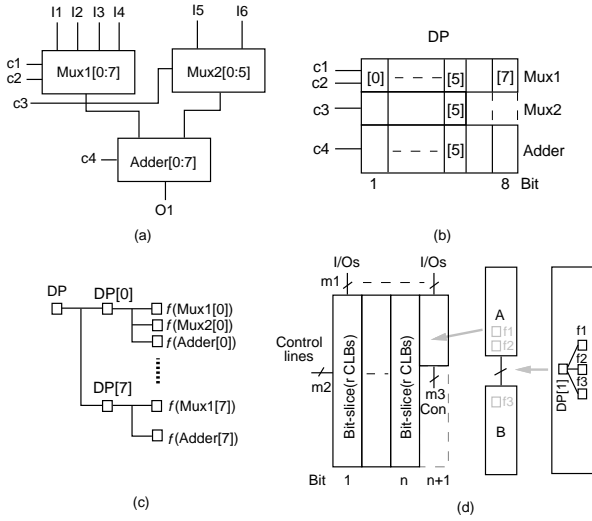 I1 I2 I3 I4 I5 I6
c1
c2
c3
Mux1[0:7]
Mux2[0:5]
c4
Adder[0:7]
O1
(a)
DP
c1
c2
[0] [5] [7] Mux1
c3 [5] Mux2
c4 [5] Adder
1 8 Bit
(b)
DP DP[0] f(Mux1[0])
f(Mux2[0])
f(Adder[0])
DP[7] f(Mux1[7])
f(Adder[7])
(c)
I/Os I/Os
m1
Control
lines
m2
Bit-slice(r CLBs)
Bit-slice(r CLBs)
m3
Con
Bit 1 n n+1
A
f1
f2
f3
B
DP[1]
f1
f2
f3
(d)